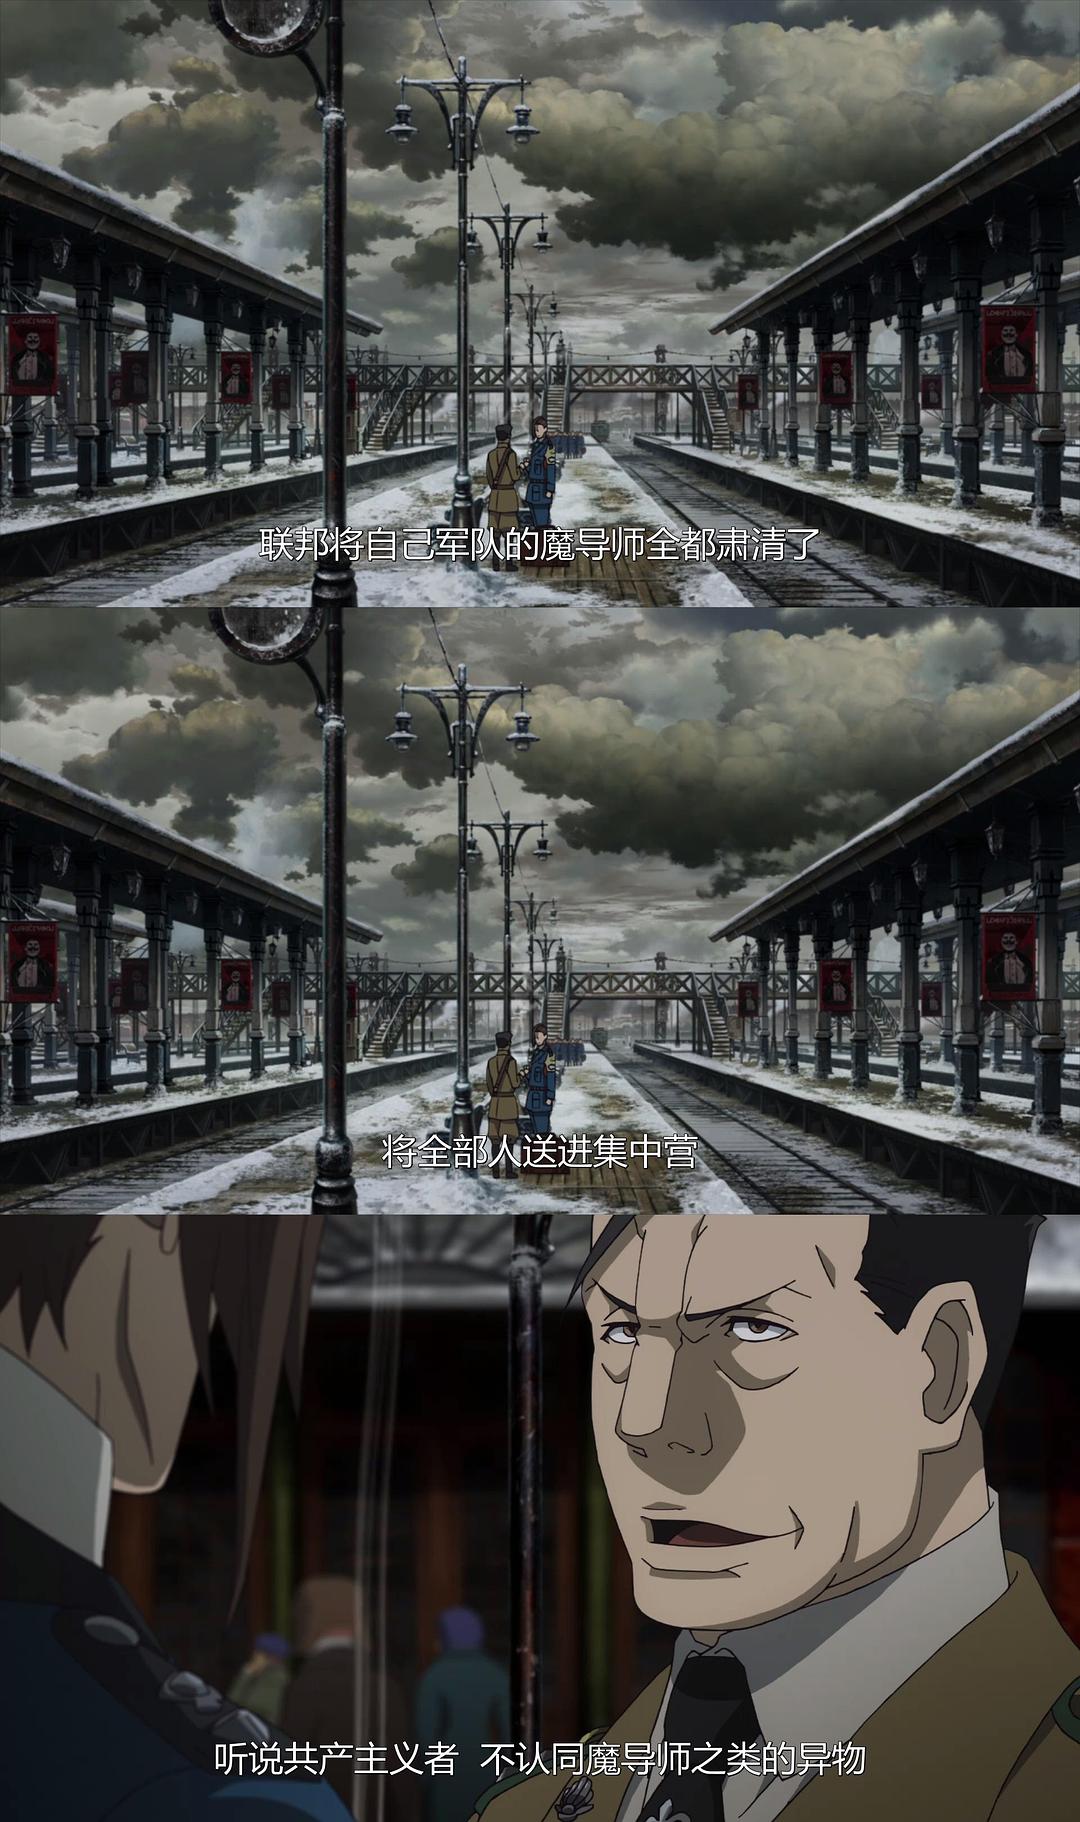 联邦将自己军队的魔导师全都肃清了
将全部人送进集中营
听说共产主义者 不认同魔导师之类的异物